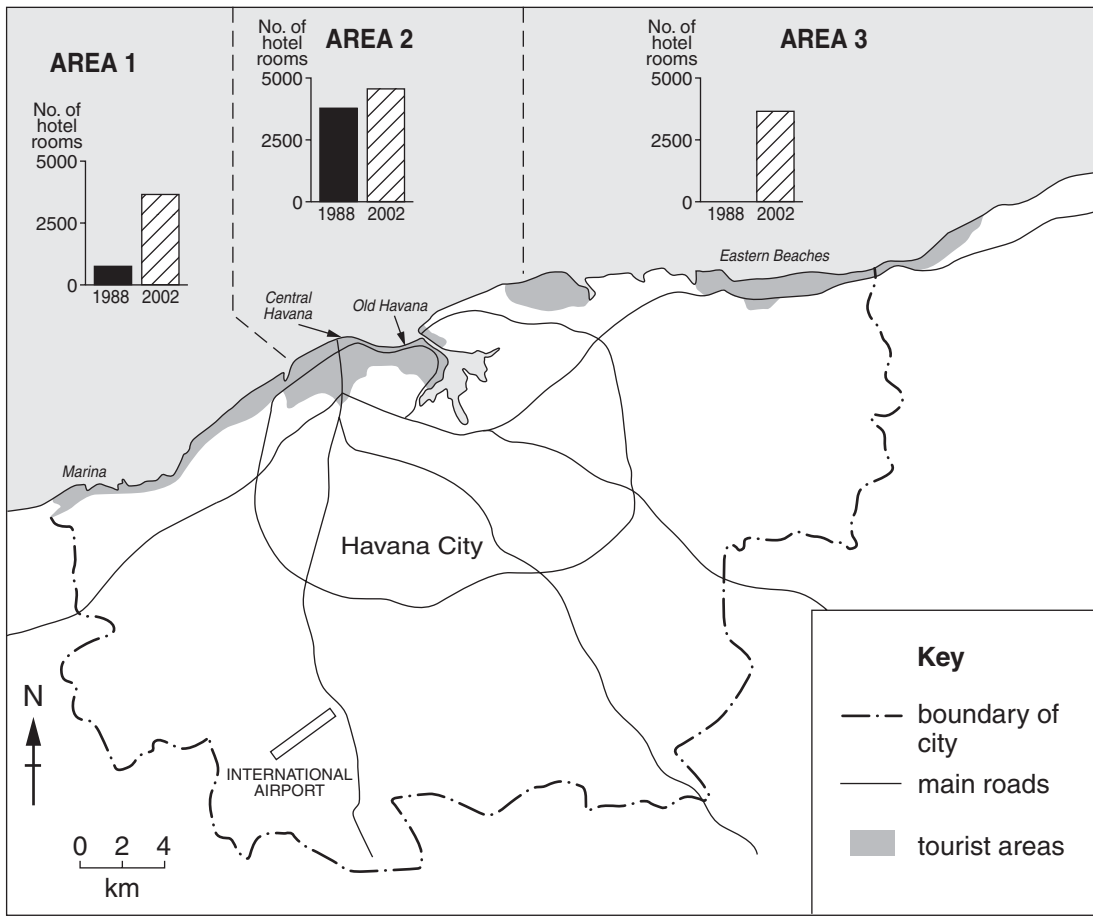 AREA 1
No. of
hotel
rooms
5000
2500
0
1988 2002
No. of
hotel
rooms
AREA 2
5000
2500
0
1988 2002
No. of
hotel
rooms
AREA 3
5000
2500
0
1988 2002
Eastern Beaches
Central
Havana
Old Havana
Marina
Havana City
N
INTERNATIONAL
AIRPORT
0 2 4
km
Key
boundary of
city
main roads
tourist areas